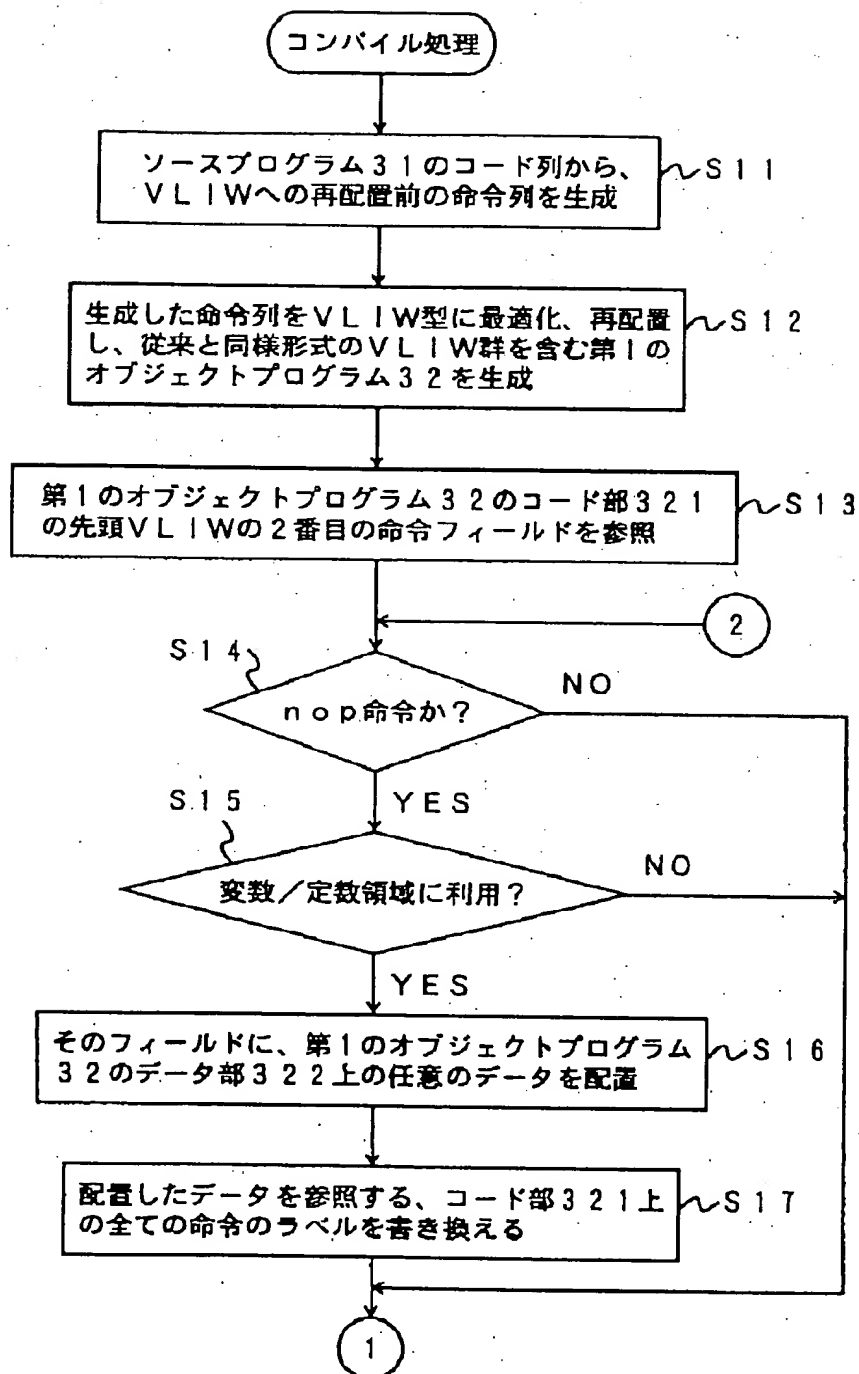 コンパイル処理
ソースプログラム31のコード列から、
VLIWへの再配置前の命令列を生成
S11
生成した命令列をVLIW型に最適化、再配置
し、従来と同様形式のVLIW群を含む第1の
オブジェクトプログラム32を生成
S12
第1のオブジェクトプログラム32のコード部321
の先頭VLIWの2番目の命令フィールドを参照
S13
2
S14
nop命令か?
NO
YES
S15
変数/定数領域に利用?
NO
YES
そのフィールドに、第1のオブジェクトプログラム
32のデータ部322上の任意のデータを配置
S16
配置したデータを参照する、コード部321上
の全ての命令のラベルを書き換える
S17
1